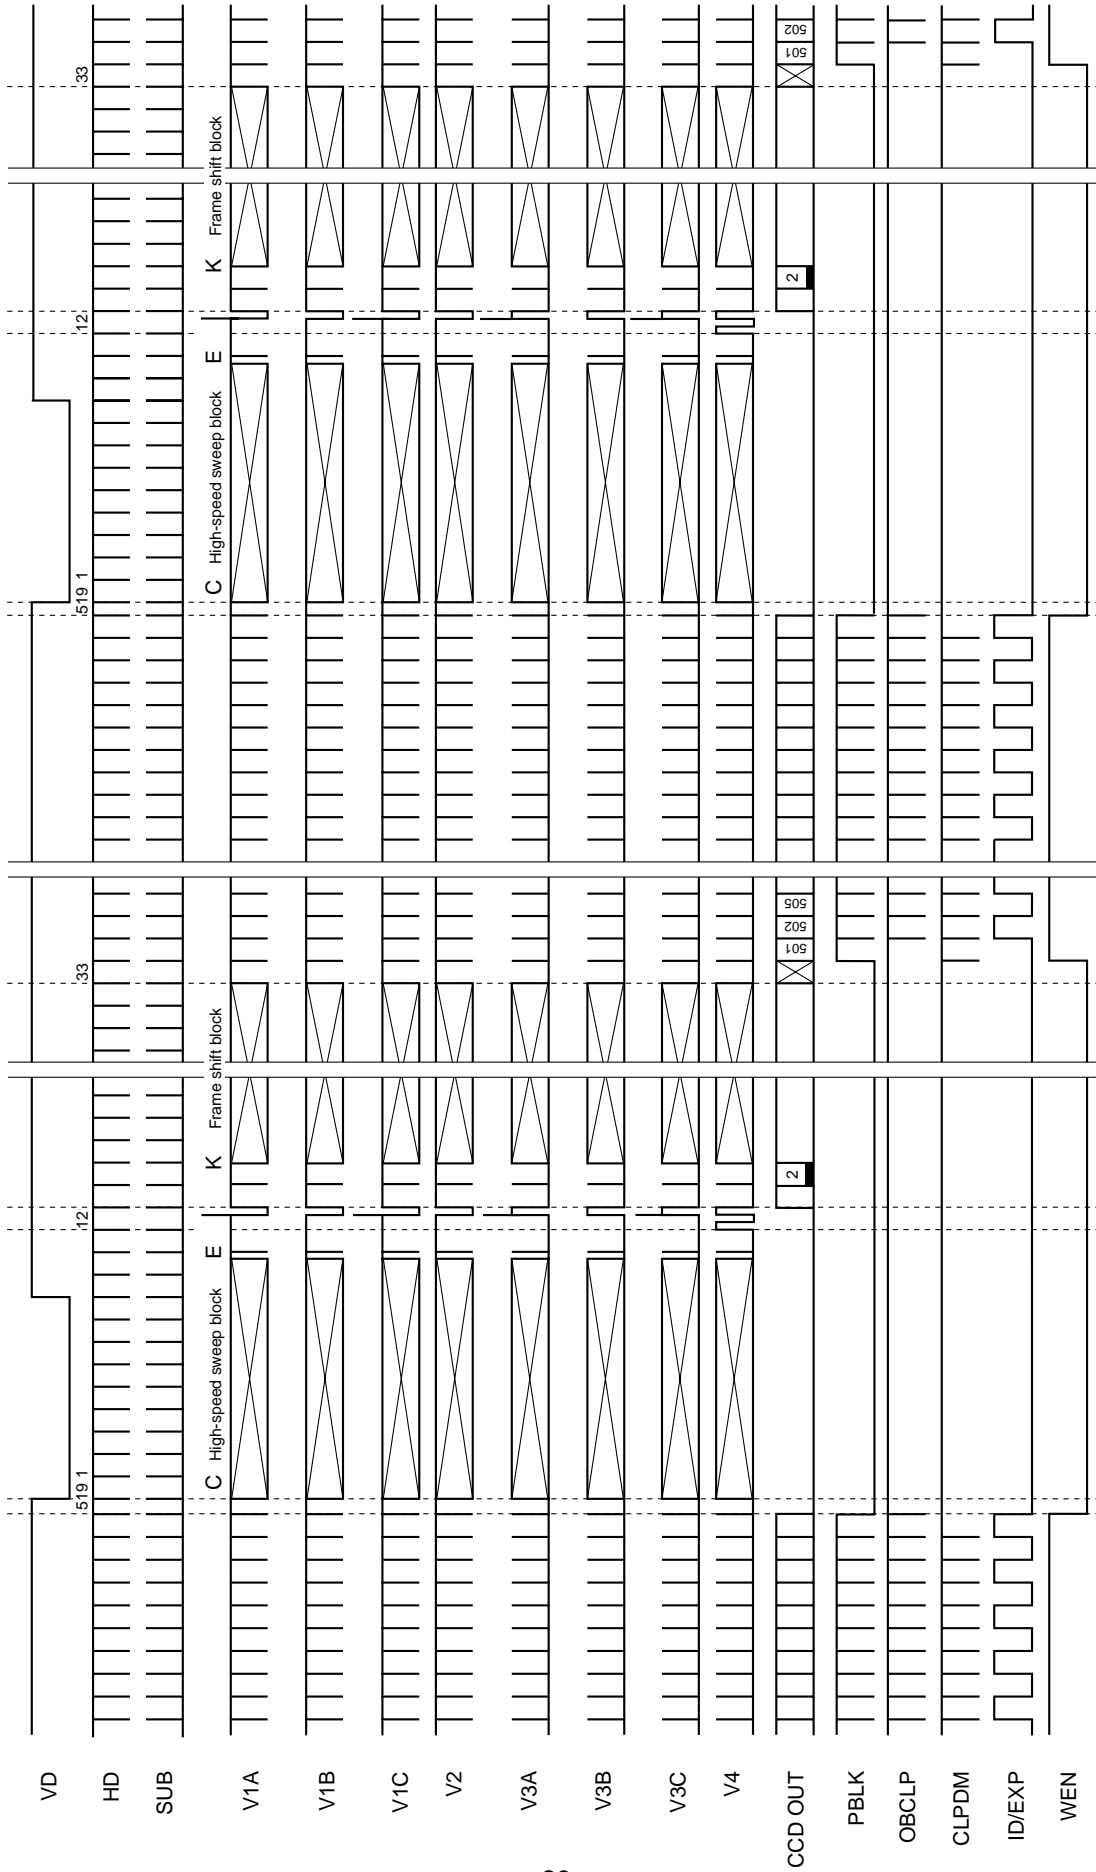 VD
519 1 12 33 519 1 12 33
HD
SUB
C High-speed sweep block E K Frame shift block C High-speed sweep block E K Frame shift block
V1A
V1B
V1C
V2
V3A
V3B
V3C
V4
CCD OUT 2 501 502 505 2 501 502
PBLK
OBCLP
CLPDM
ID/EXP
WEN